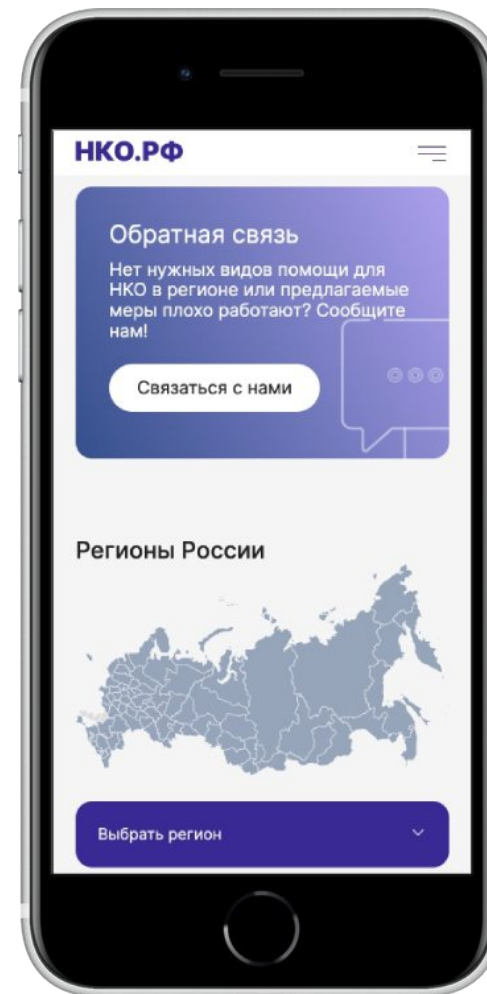 НКО.РФ
Обратная связь
Нет нужных видов помощи для
НКО в регионе или предлагаемые
меры плохо работают? Сообщите
нам!
Связаться с нами
Регионы России
Выбрать регион